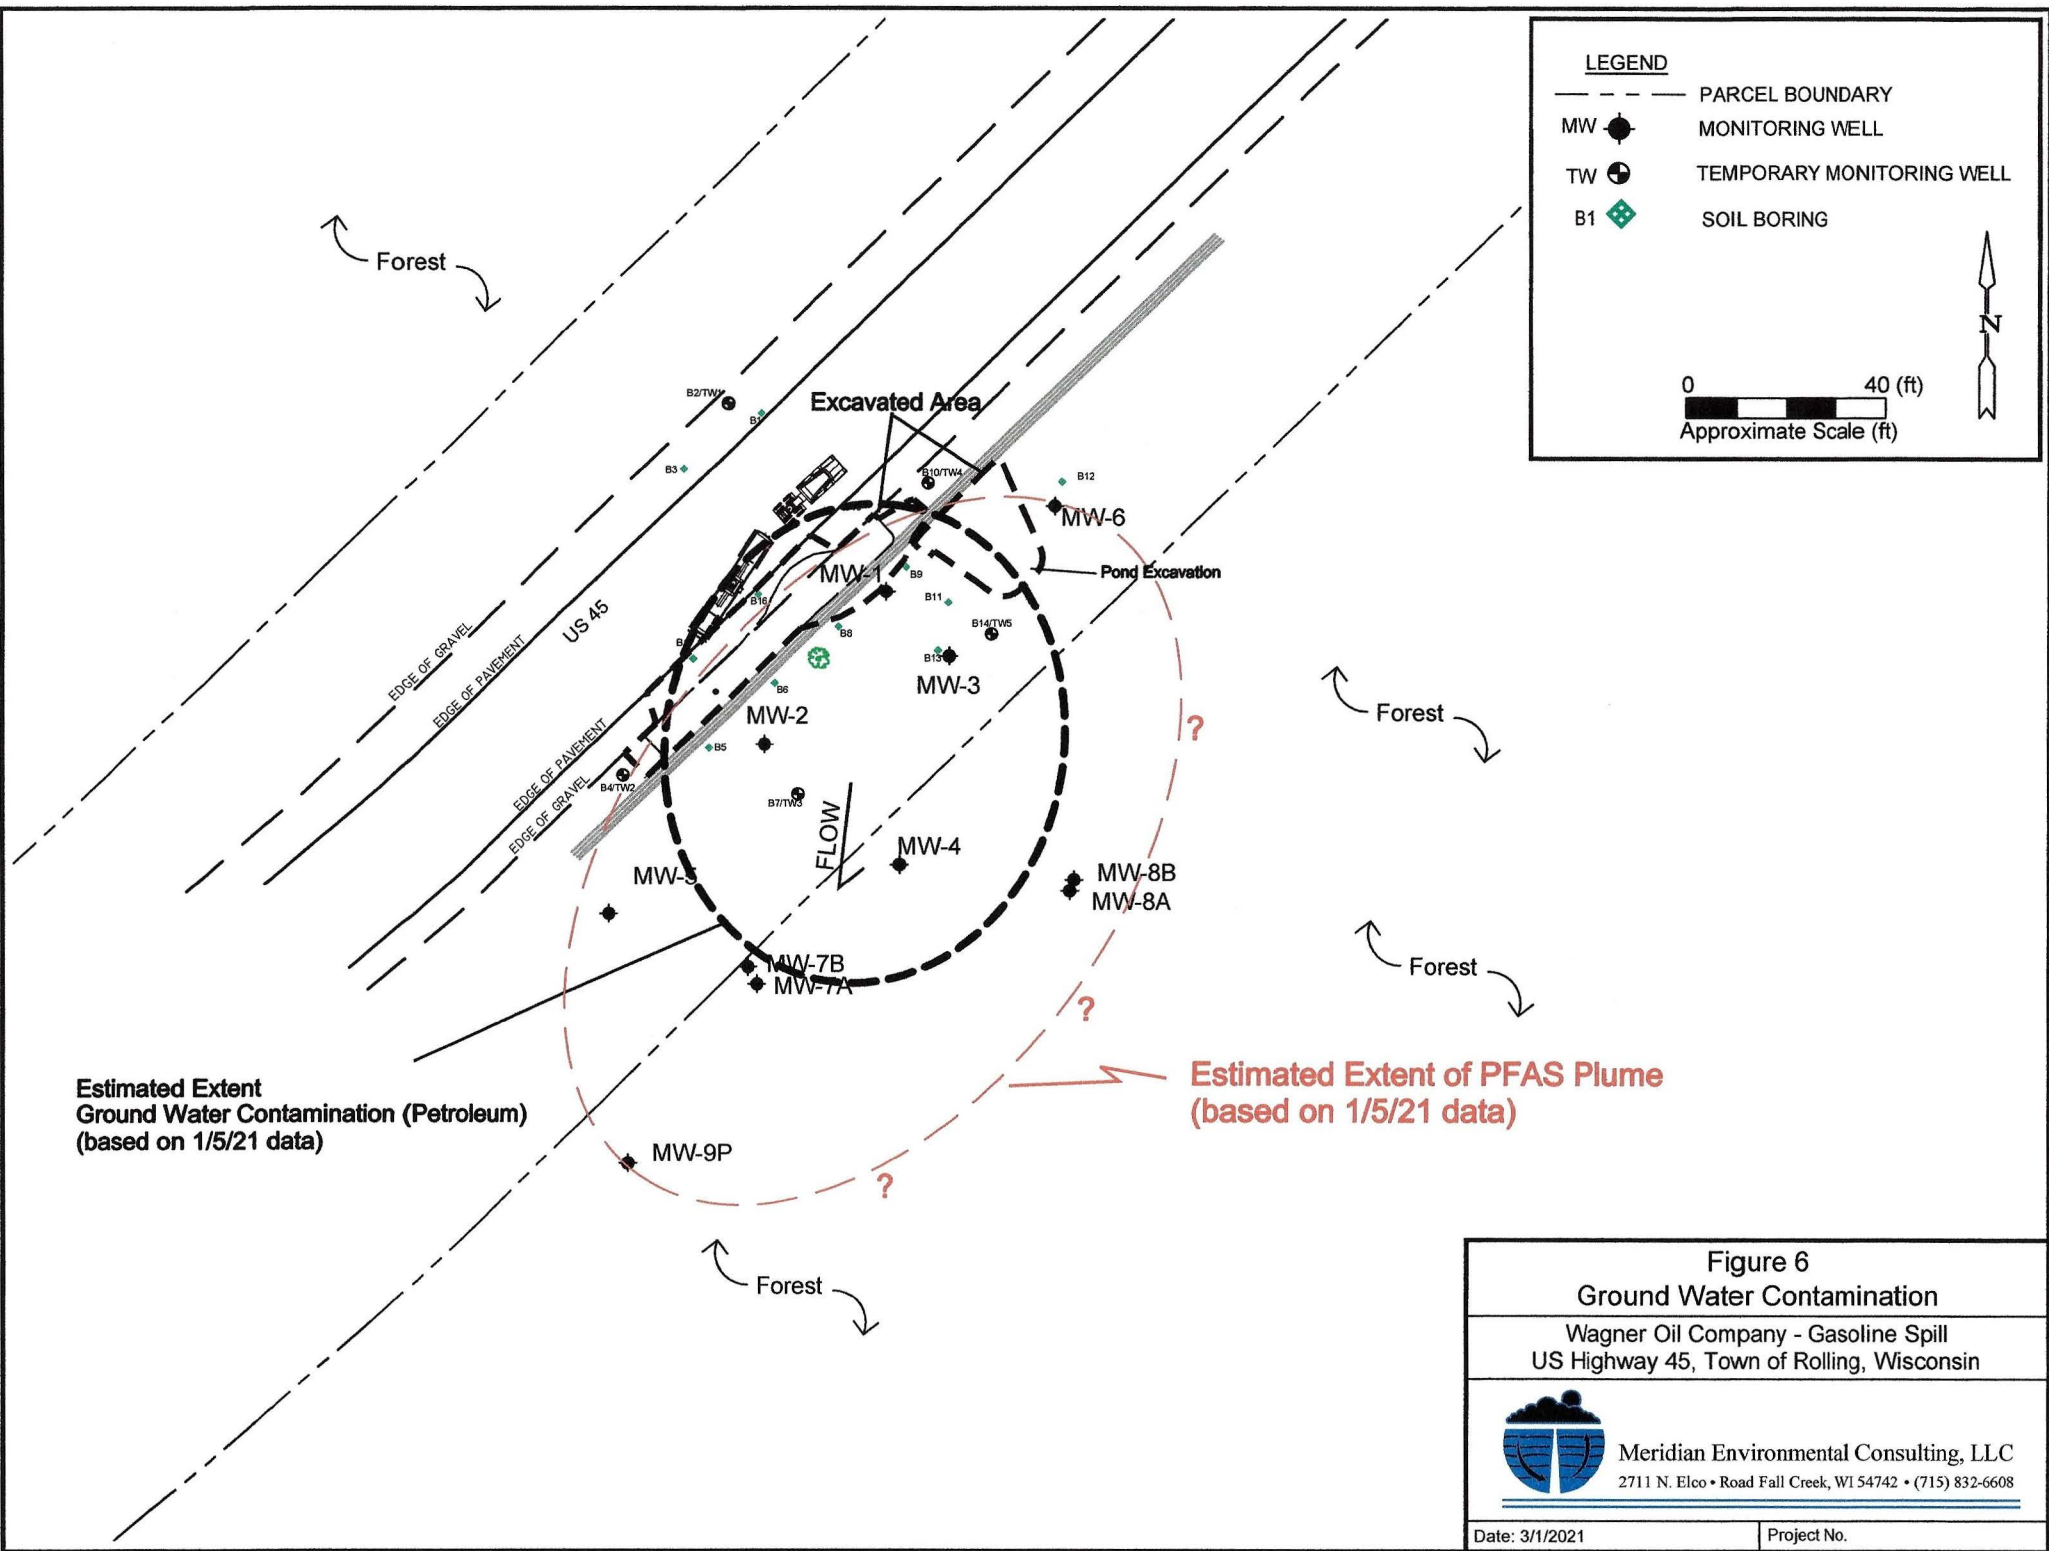 LEGEND
PARCEL BOUNDARY
MW MONITORING WELL
TW TEMPORARY MONITORING WELL
B1 SOIL BORING
N
0 40 (ft)
Approximate Scale (ft)
Forest
B2/TW1
B1
B3
Excavated Area
B10/TW4
B12
MW-6
Pond Excavation
MW-1
B9
B11
B16
B14/TW5
B8
B13
MW-3
US 45
EDGE OF GRAVEL
EDGE OF PAVEMENT
B6
MW-2
B5
EDGE OF PAVEMENT
EDGE OF GRAVEL
B4/TW2
B7/TW3
FLOW
MW-4
MW-5
MW-8B
MW-8A
Forest
?
MW-7B
MW-7A
Forest
?
Estimated Extent
Ground Water Contamination (Petroleum)
(based on 1/5/21 data)
Estimated Extent of PFAS Plume
(based on 1/5/21 data)
MW-9P
?
Forest
Figure 6
Ground Water Contamination
Wagner Oil Company - Gasoline Spill
US Highway 45, Town of Rolling, Wisconsin
Meridian Environmental Consulting, LLC
2711 N. Elco • Road Fall Creek, WI 54742 • (715) 832-6608
Date: 3/1/2021
Project No.